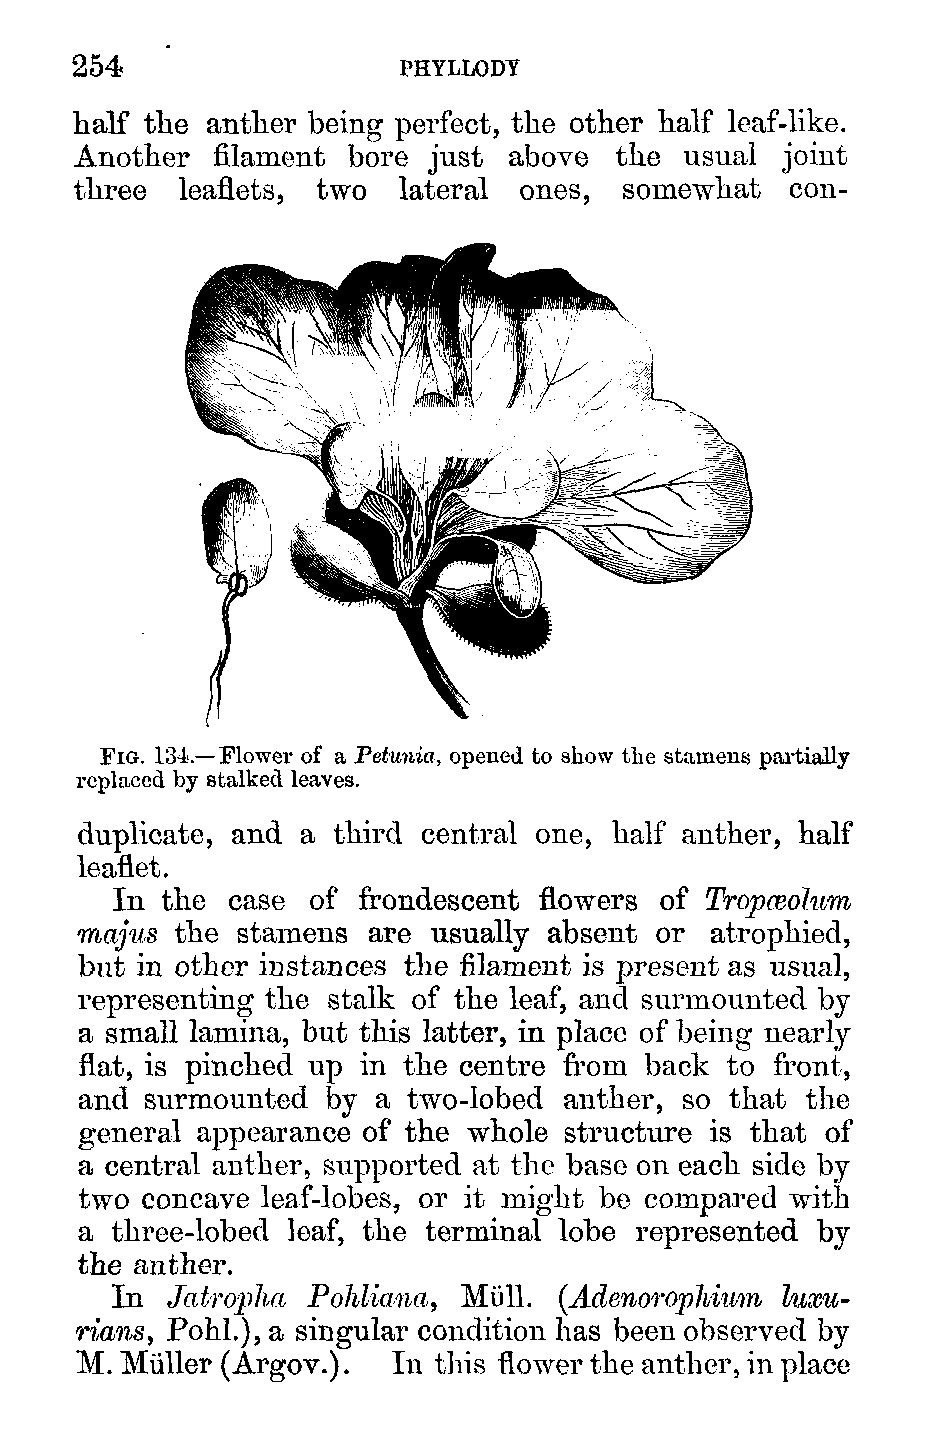 254 PHYLLODY
half the anther being perfect, the other half leaf-like.
Another filament bore just above the usual joint
three leaflets, two lateral ones, somewhat con-
FIG. 134.—Flower of a Petunia, opened to show the stamens partially
replaced by stalked leaves.
duplicate, and a third central one, half anther, half
leaflet.
In the case of frondescent flowers of Tropæolum
majus the stamens are usually absent or atrophied,
but in other instances the filament is present as usual,
representing the stalk of the leaf, and surmounted by
a small lamina, but this latter, in place of being nearly
flat, is pinched up in the centre from back to front,
and surmounted by a two-lobed anther, so that the
general appearance of the whole structure is that of
a central anther, supported at the base on each side by
two concave leaf-lobes, or it might be compared with
a three-lobed leaf, the terminal lobe represented by
the anther.
In Jatropha Pohliana, Müll. (Adenorophium luxu-
rians, Pohl.), a singular condition has been observed by
M. Müller (Argov.). In this flower the anther, in place